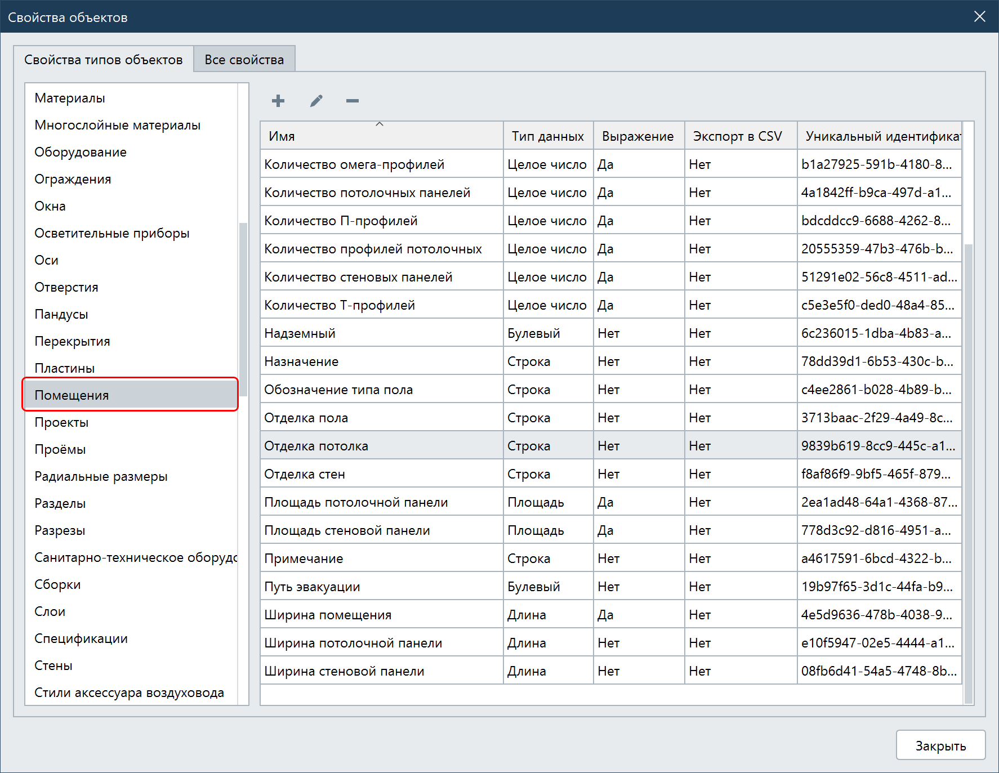 Свойства объектов
Свойства типов объектов
Все свойства
Материалы
Многослойные материалы
Оборудование
Ограждения
Окна
Осветительные приборы
Оси
Отверстия
Пандусы
Перекрытия
Пластины
Помещения
Проекты
Проёмы
Радиальные размеры
Разделы
Разрезы
Санитарно-техническое оборудо
Сборки
Слои
Спецификации
Стены
Стили аксессуара воздуховода
Имя Тип данных Выражение Экспорт в CSV Уникальный идентификат
Количество омега-профилей Целое число Да Нет b1a27925-591b-4180-8...
Количество потолочных панелей Целое число Да Нет 4a1842ff-b9ca-497d-a1...
Количество П-профилей Целое число Да Нет bdcddcc9-6688-4262-8...
Количество профилей потолочных Целое число Да Нет 20555359-47b3-476b-b...
Количество стеновых панелей Целое число Да Нет 51291e02-56c8-4511-ad...
Количество Т-профилей Целое число Да Нет c5e3e5f0-ded0-48a4-85...
Надземный Булевый Нет Нет 6c236015-1dba-4b83-a...
Назначение Строка Нет Нет 78dd39d1-6b53-430c-b...
Обозначение типа пола Строка Нет Нет c4ee2861-b028-4b89-b...
Отделка пола Строка Нет Нет 3713baac-2f29-4a49-8c...
Отделка потолка Строка Нет Нет 9839b619-8cc9-445c-a1...
Отделка стен Строка Нет Нет f8af86f9-9bf5-465f-879...
Площадь потолочной панели Площадь Да Нет 2ea1ad48-64a1-4368-87...
Площадь стеновой панели Площадь Да Нет 778d3c92-d816-4951-a...
Примечание Строка Нет Нет a4617591-6bcd-4322-b...
Путь эвакуации Булевый Нет Нет 19b97f65-3d1c-44fa-b9...
Ширина помещения Длина Да Нет 4e5d9636-478b-4038-9...
Ширина потолочной панели Длина Нет Нет e10f5947-02e5-4444-a1...
Ширина стеновой панели Длина Нет Нет 08fb6d41-54a5-4748-8b...
Закрыть